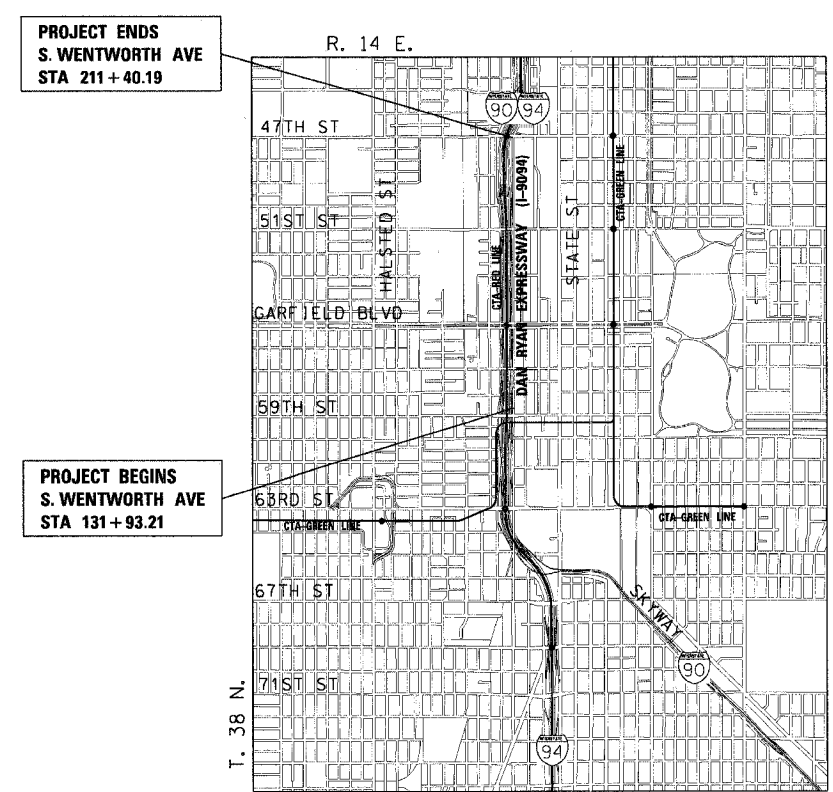 PROJECT ENDS
S. WENTWORTH AVE
STA 211+40.19
R. 14 E.
90 94
47TH ST
CTA-GREEN LINE
51ST ST
HALSTED ST
CTA-RED LINE
DAN RYAN EXPRESSWAY (I-90/94)
STATE ST
GARFIELD BLVD
59TH ST
PROJECT BEGINS
S. WENTWORTH AVE
STA 131+93.21
63RD ST
CTA-GREEN LINE
CTA-GREEN LINE
67TH ST
SKYWAY
90
71ST ST
T. 38 N.
94